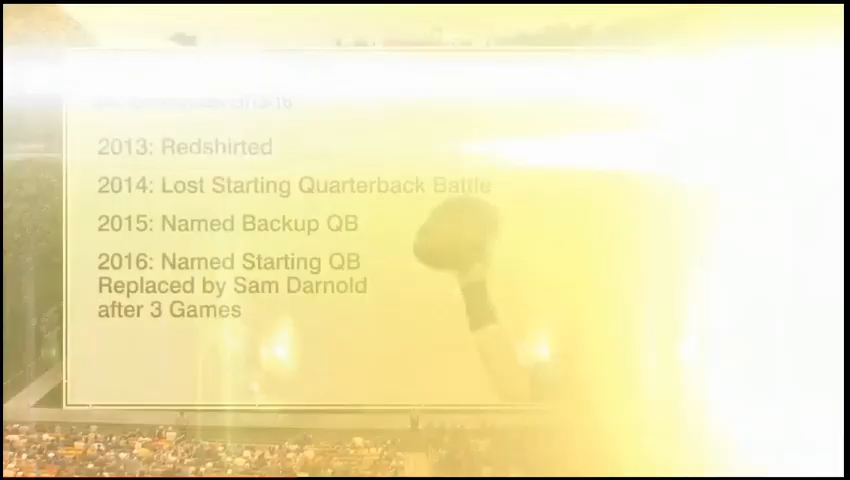 2013: Redshirted
2014: Lost Starting Quarterback Battle
2015: Named Backup QB
2016: Named Starting QB
Replaced by Sam Darnold
after 3 Games